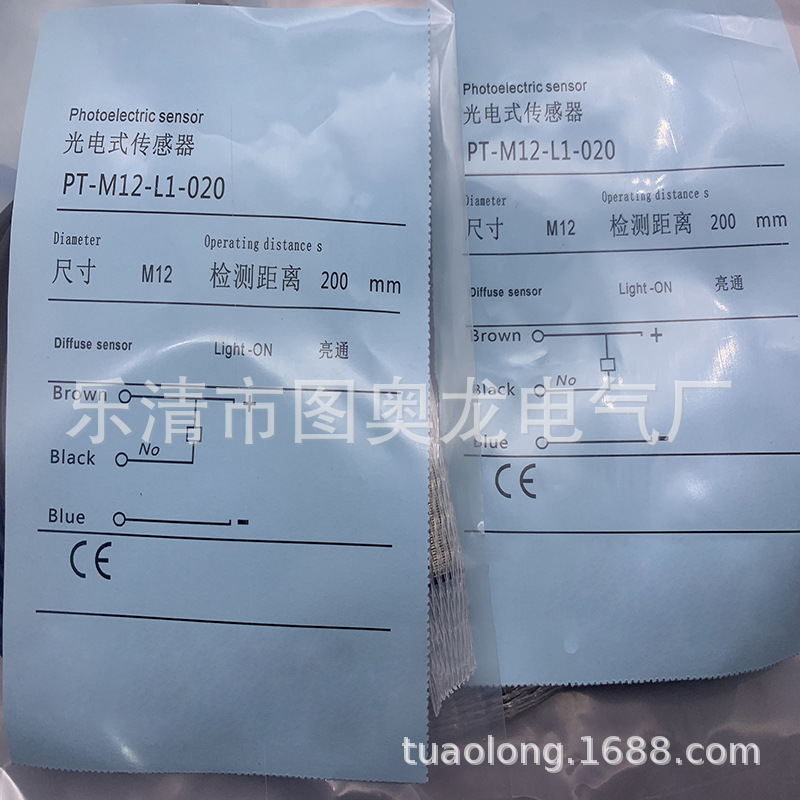 Photoelectric sensor
光电式传感器
PT-M12-L1-020
Diameter Operating distance s
尺寸 M12 检测距离 200 mm
Diffuse sensor Light-ON 亮通
Brown +
Black No
Blue -
CE
Photoelectric sensor
光电式传感器
PT-M12-L1-020
Diameter Operating distance s
尺寸 M12 检测距离 200 mm
Diffuse sensor Light-ON 亮通
Brown +
Black No
Blue -
CE
乐清市图奥龙电气厂
tuaolong.1688.com